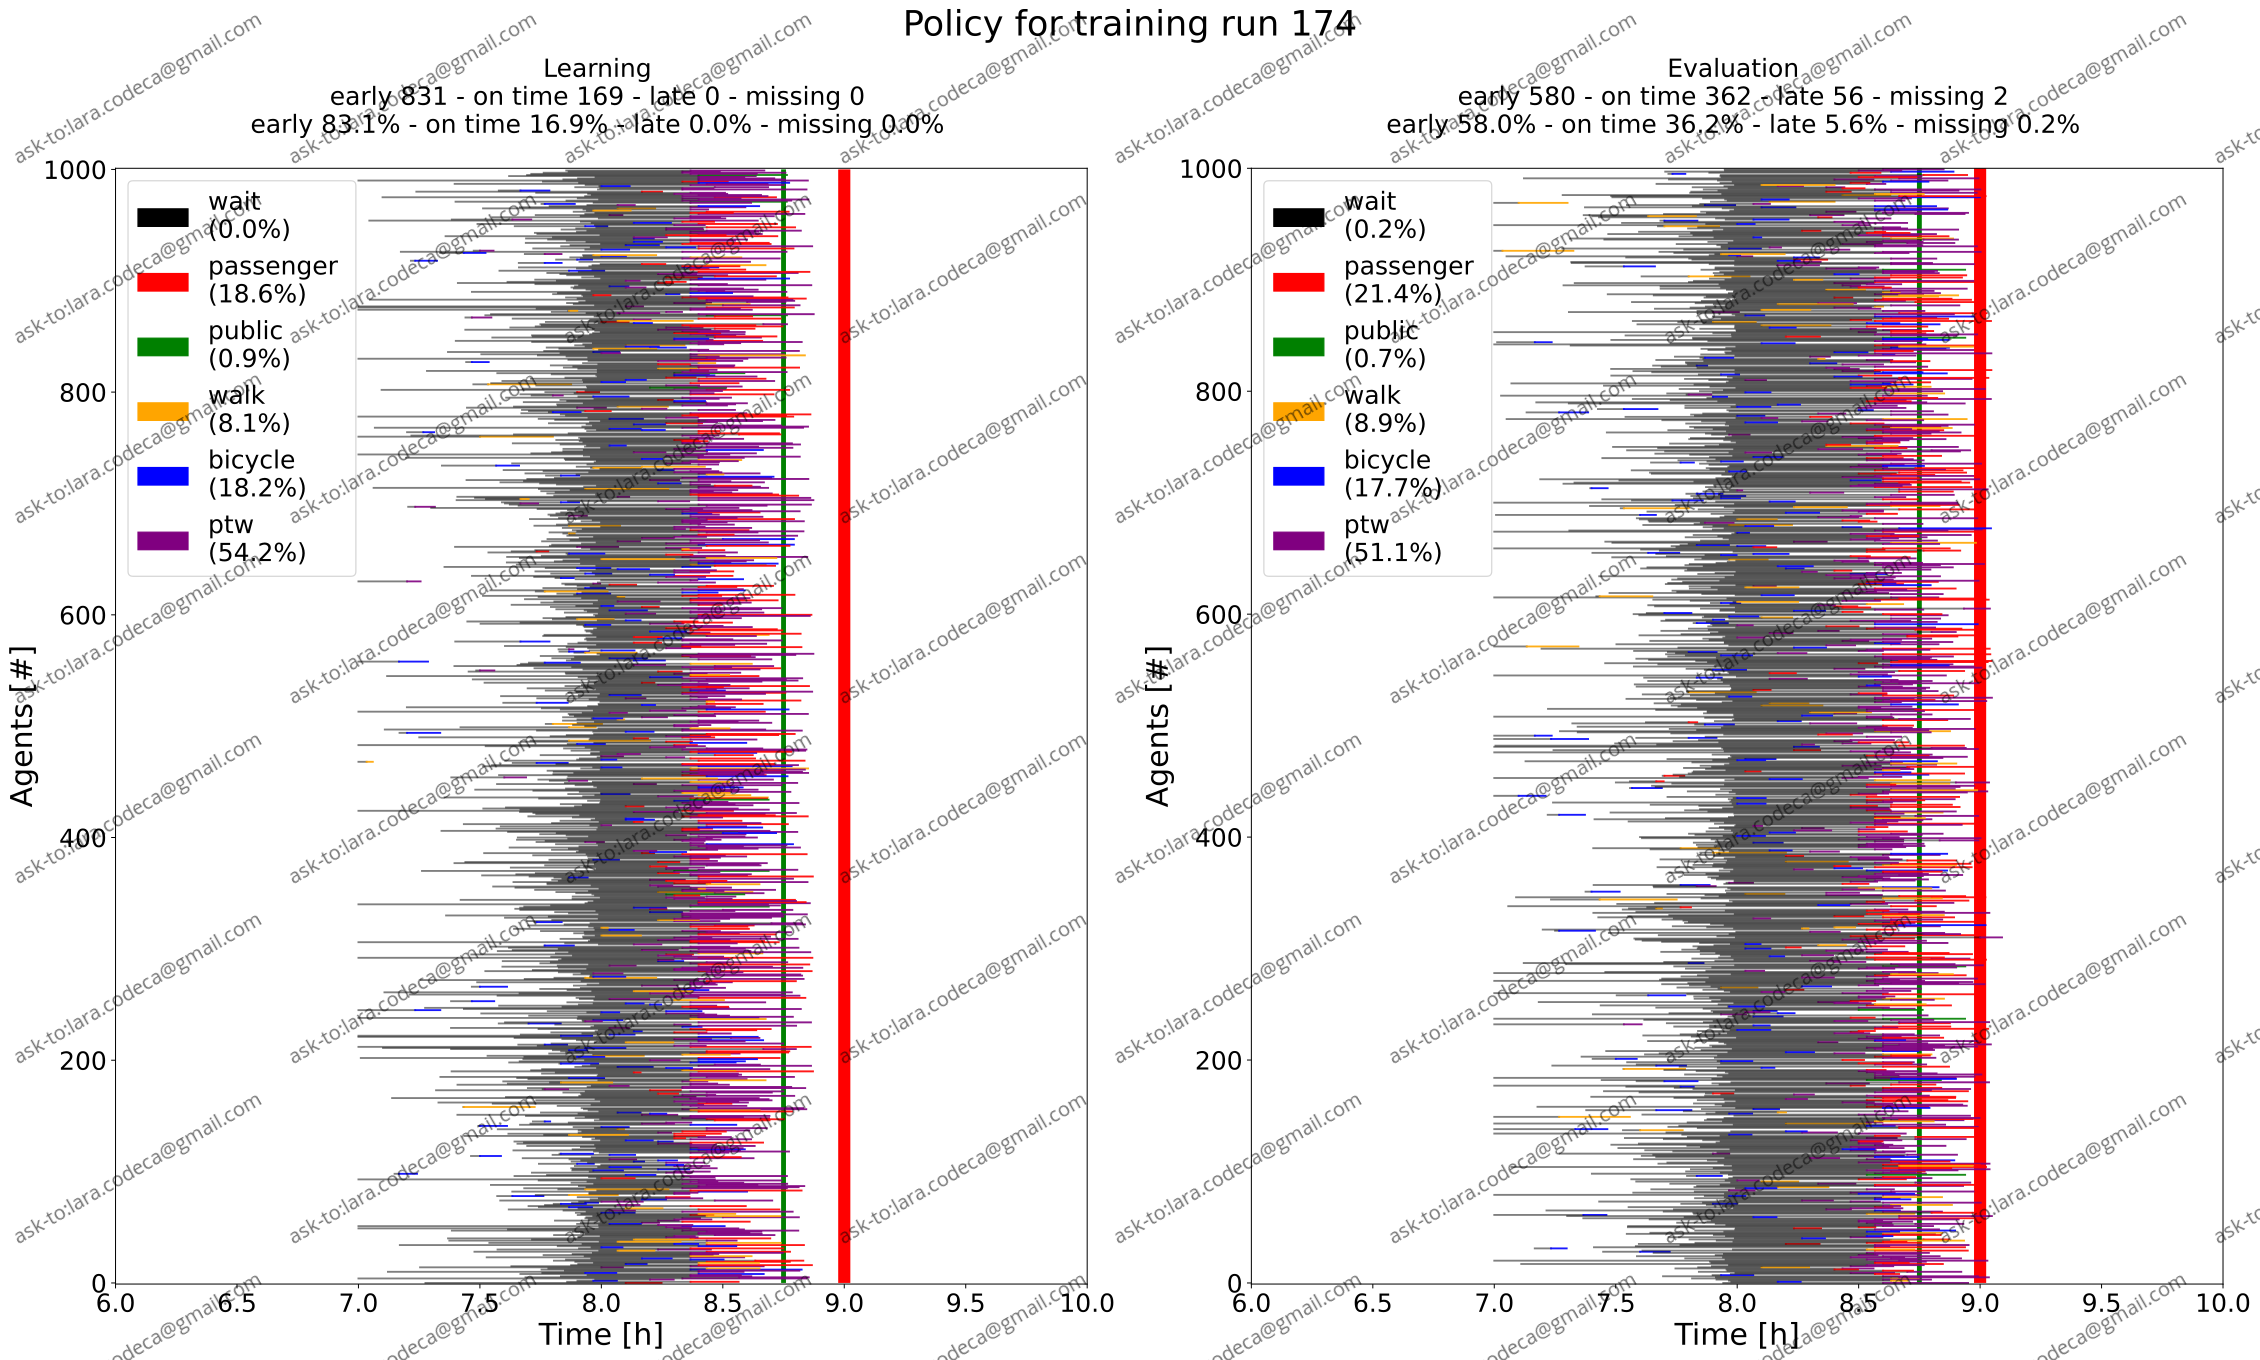 Policy for training run 174
Learning
early 831 - on time 169 - late 0 - missing 0
early 83.1% - on time 16.9% - late 0.0% - missing 0.0%
wait
(0.0%)
passenger
(18.6%)
public
(0.9%)
walk
(8.1%)
bicycle
(18.2%)
ptw
(54.2%)
1000
800
600
400
200
0
Agents [#]
6.0 6.5 7.0 7.5 8.0 8.5 9.0 9.5 10.0
Time [h]
Evaluation
early 580 - on time 362 - late 56 - missing 2
early 58.0% - on time 36.2% - late 5.6% - missing 0.2%
wait
(0.2%)
passenger
(21.4%)
public
(0.7%)
walk
(8.9%)
bicycle
(17.7%)
ptw
(51.1%)
1000
800
600
400
200
0
Agents [#]
6.0 6.5 7.0 7.5 8.0 8.5 9.0 9.5 10.0
Time [h]
ask-to:lara.codeca@gmail.com